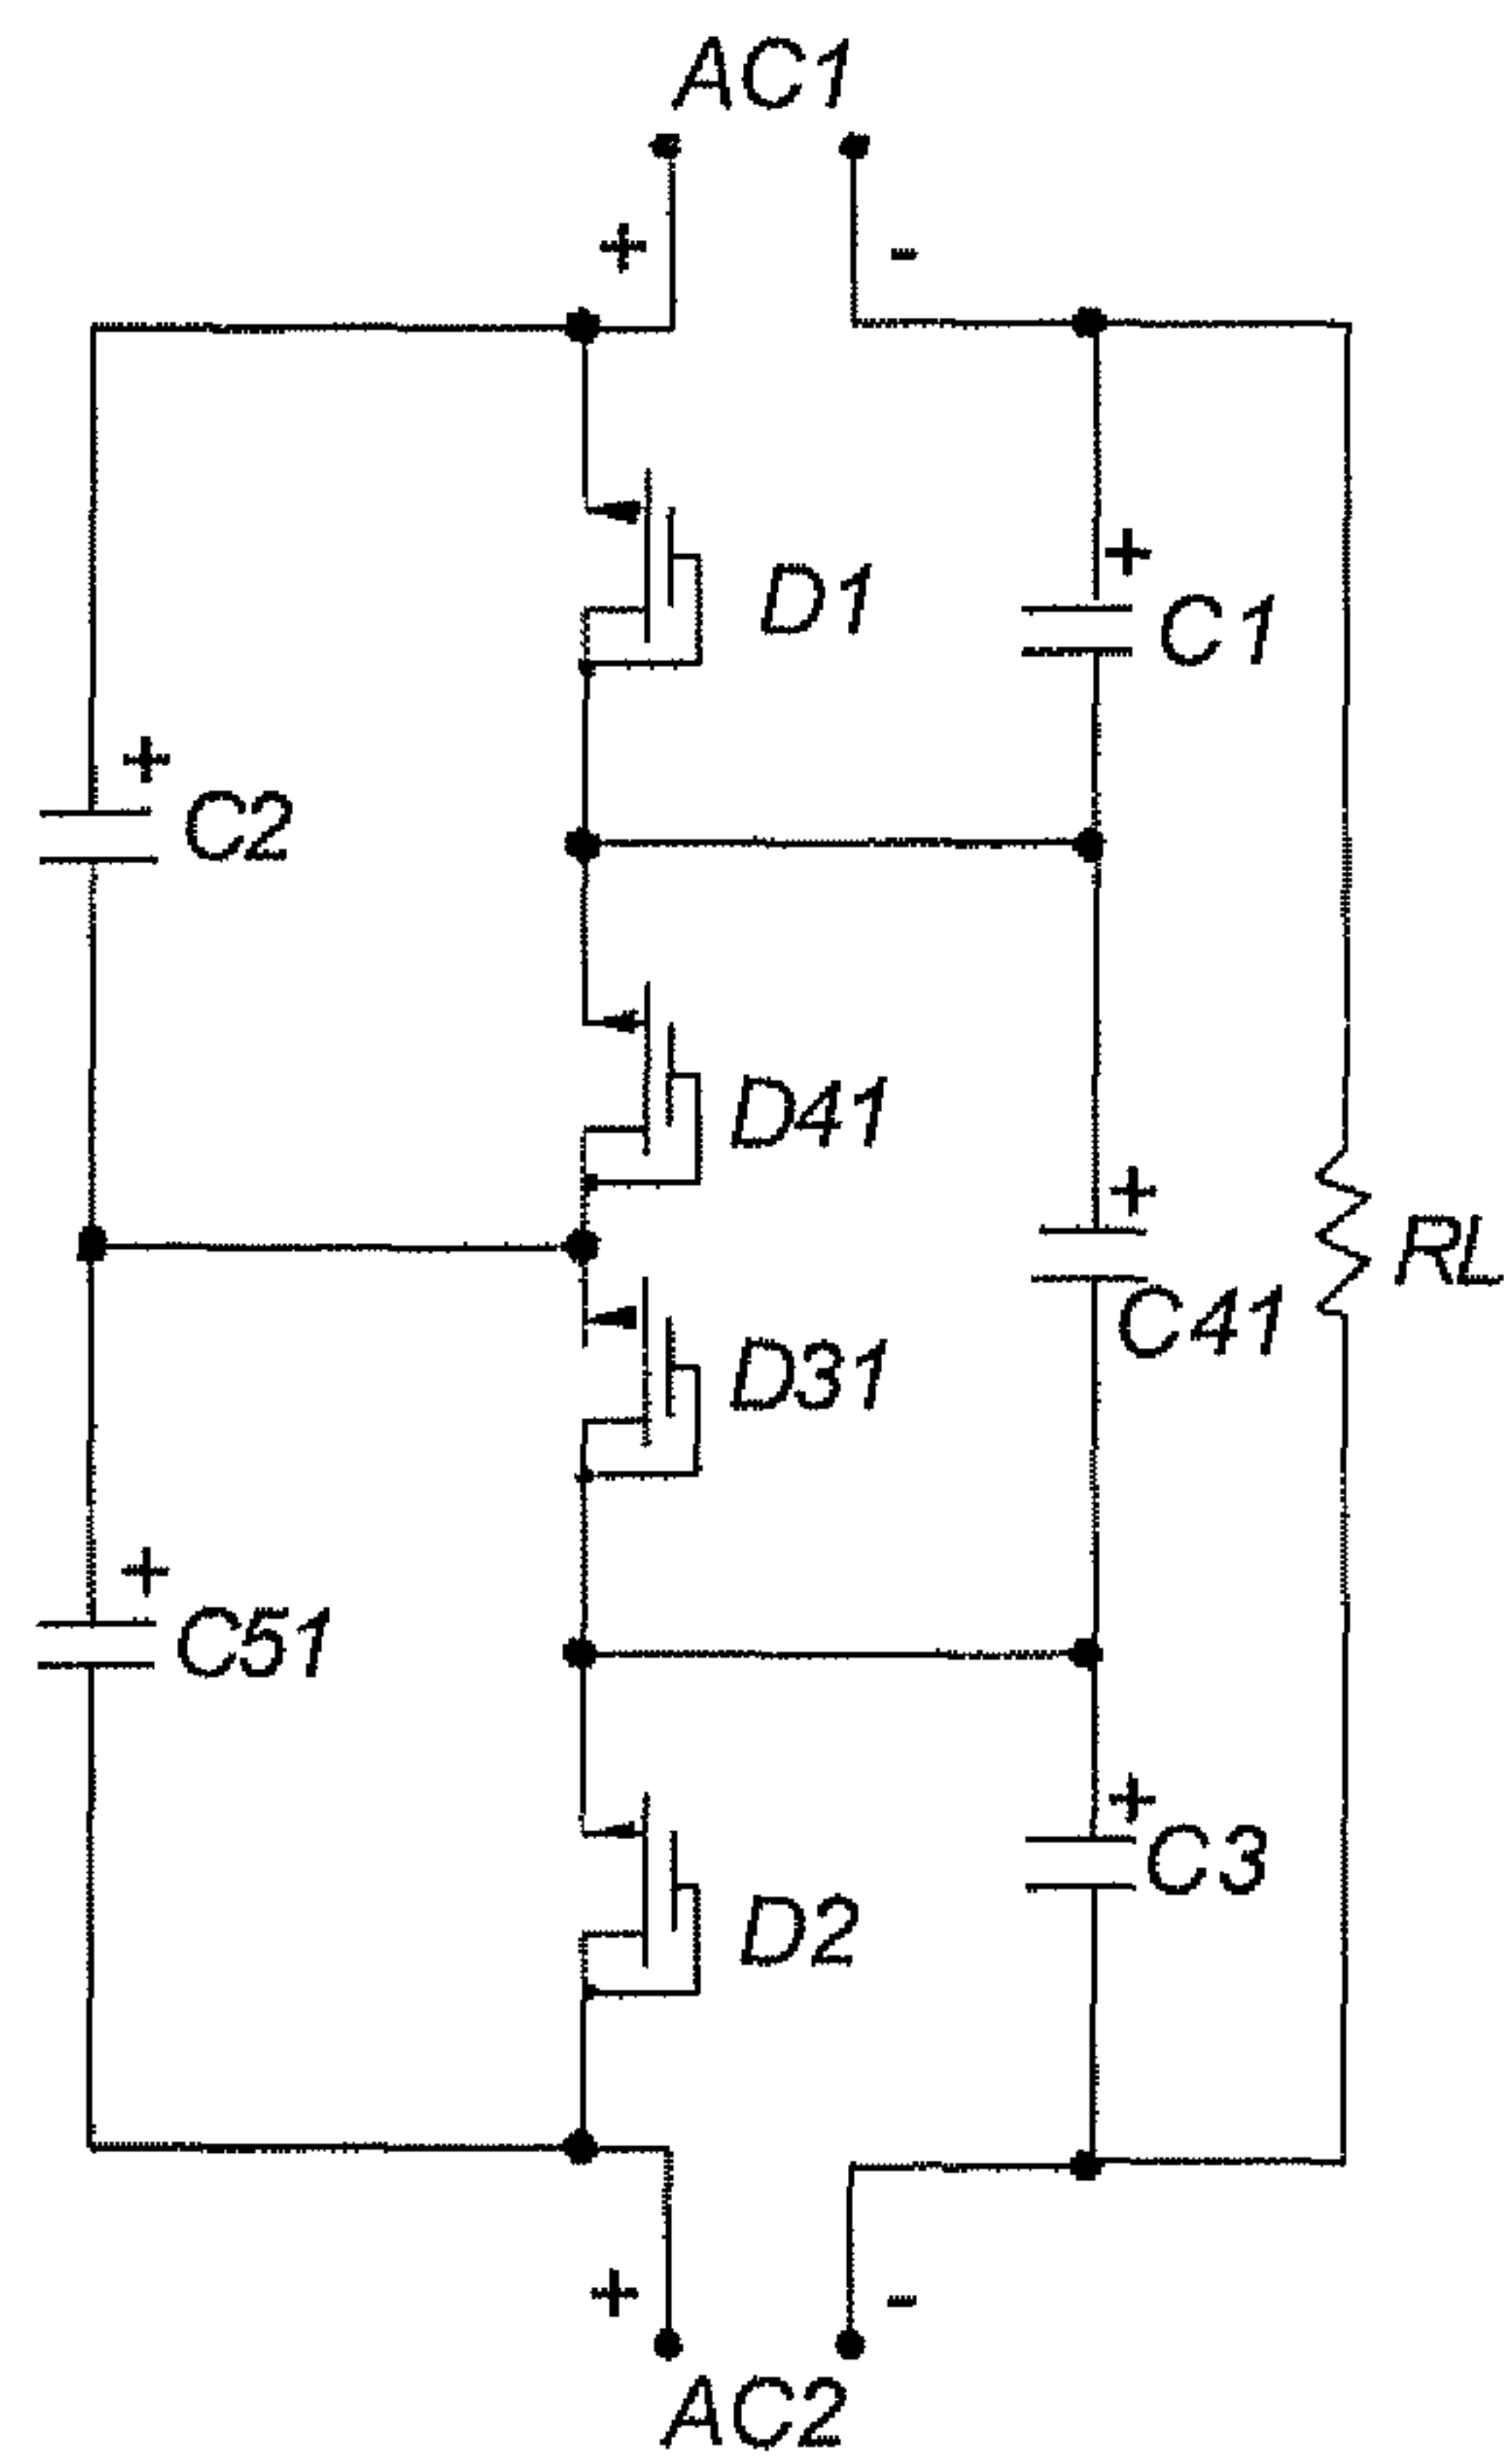 AC1
+ -
+
D1
C1
+
C2
D41
+
RL
C41
D31
+
C51
+
C3
D2
+ -
AC2